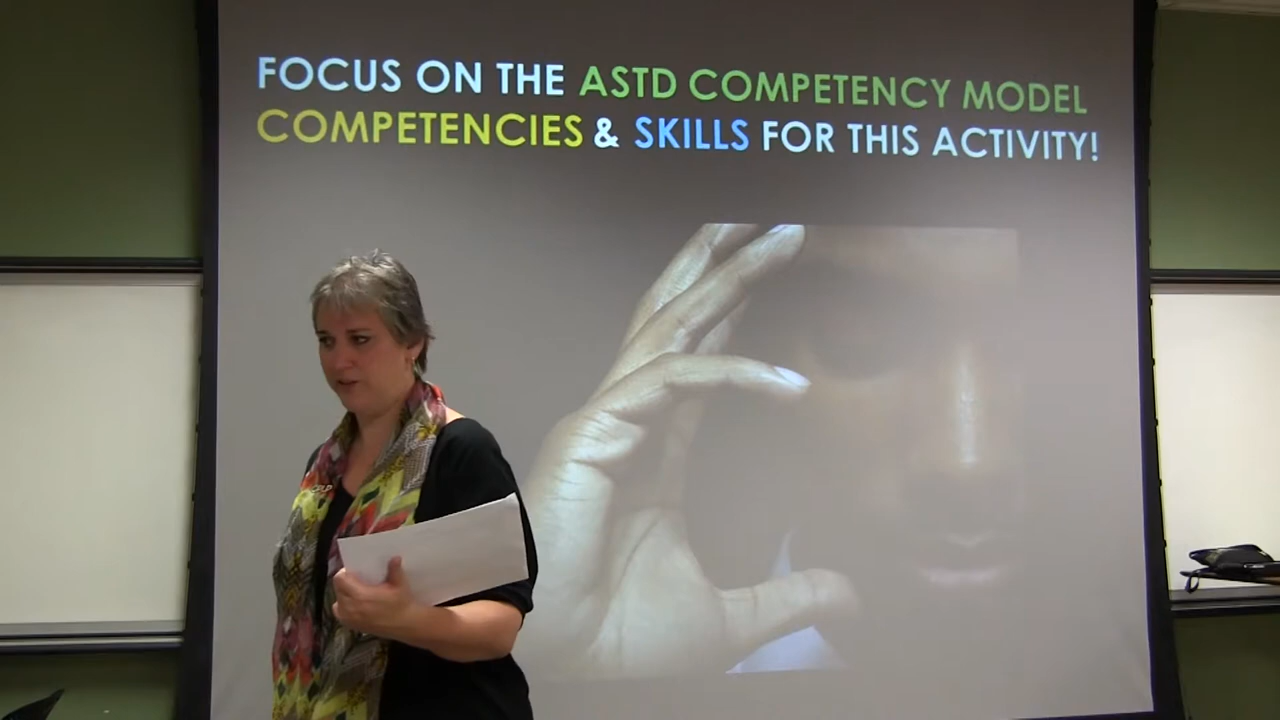 FOCUS ON THE ASTD COMPETENCY MODEL
COMPETENCIES & SKILLS FOR THIS ACTIVITY!